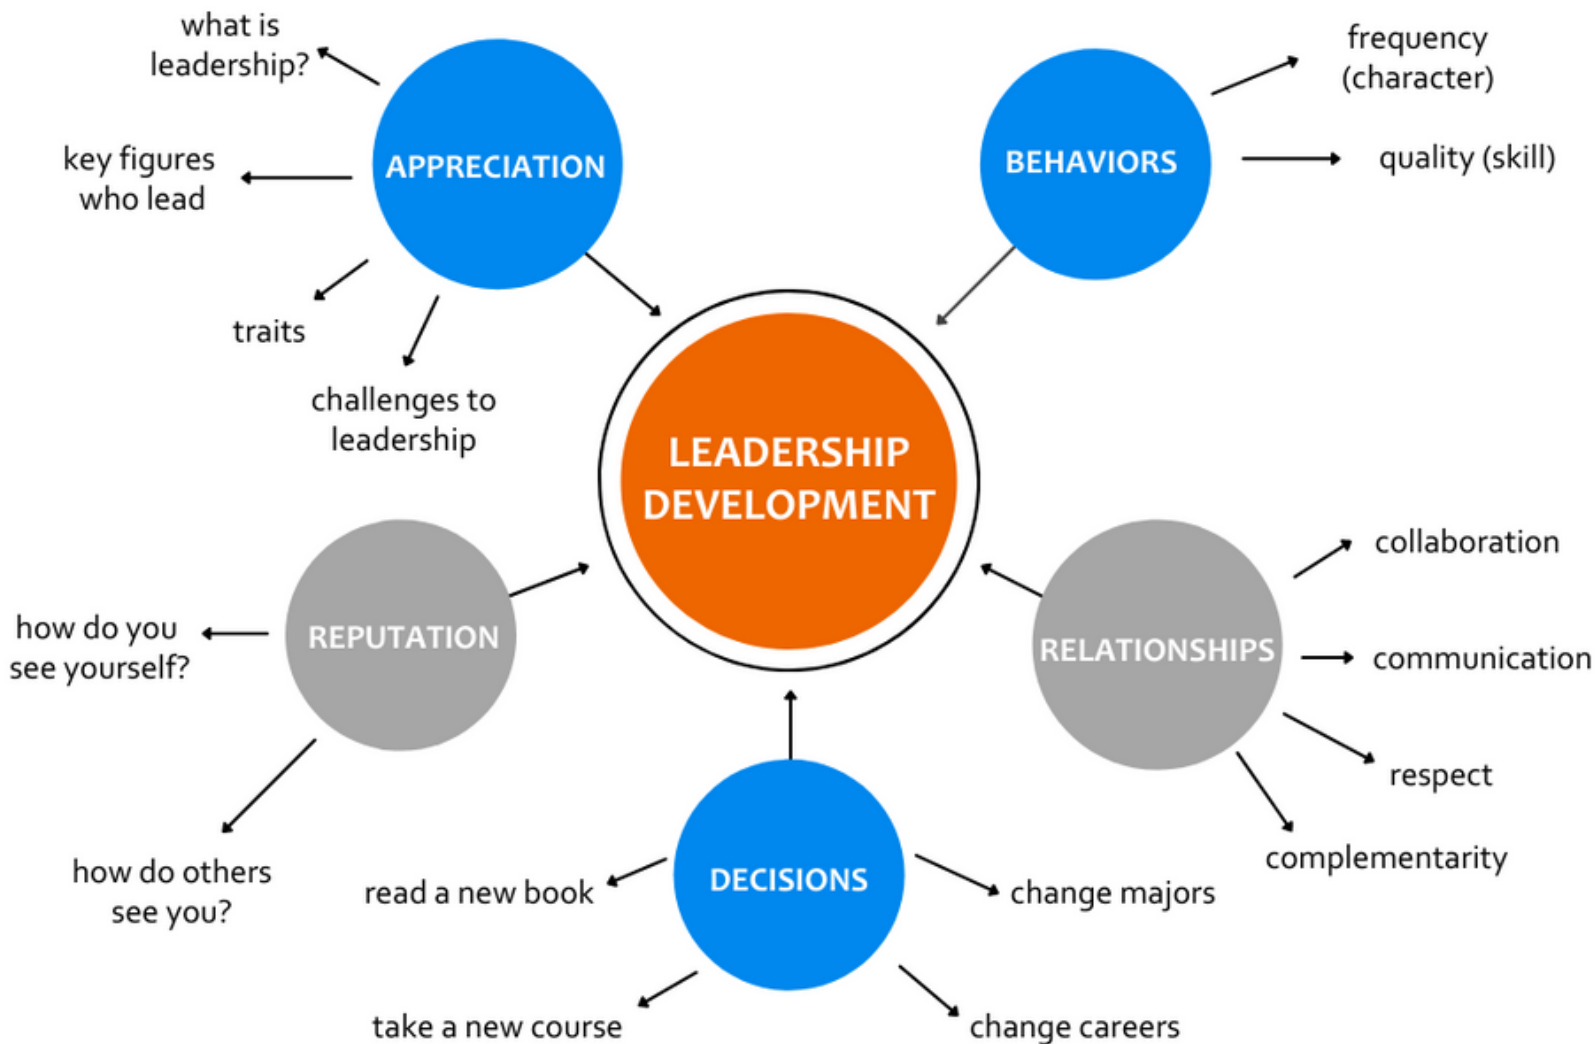 what is
leadership?
key figures
who lead
traits
challenges to
leadership
APPRECIATION
BEHAVIORS
frequency
(character)
quality (skill)
LEADERSHIP
DEVELOPMENT
REPUTATION
how do you
see yourself?
how do others
see you?
RELATIONSHIPS
collaboration
communication
respect
complementarity
DECISIONS
read a new book
take a new course
change majors
change careers